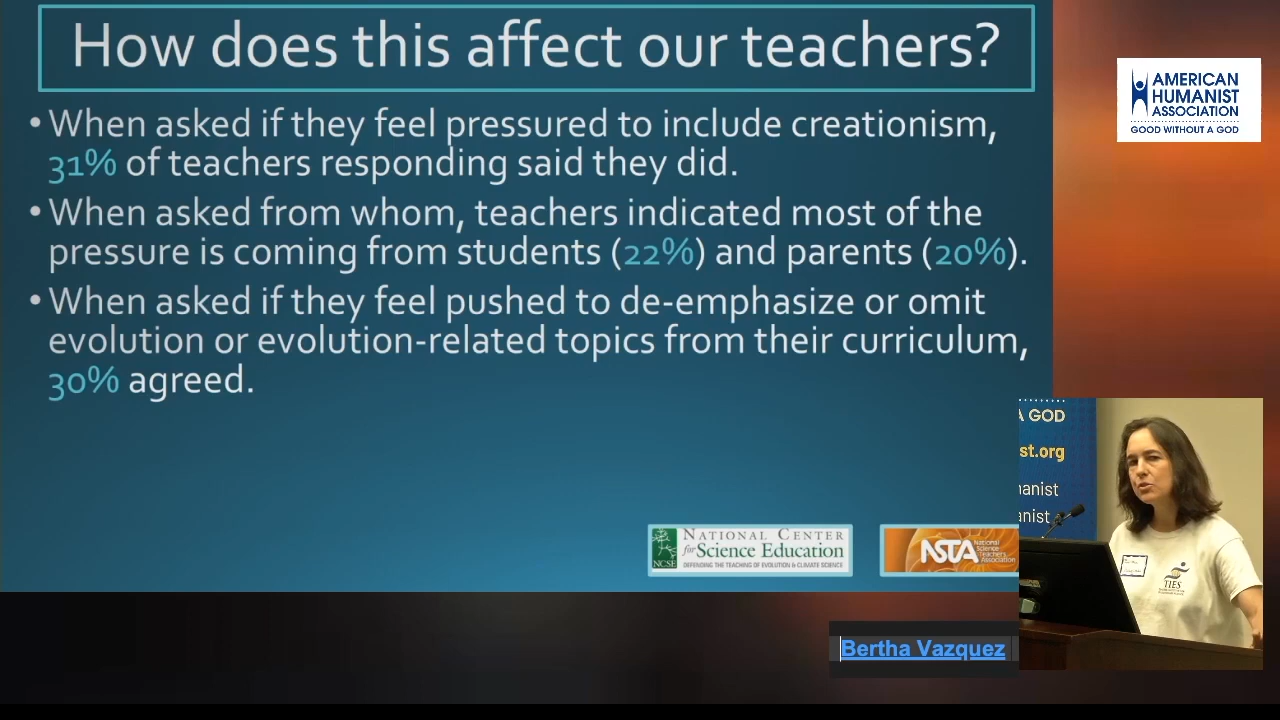 How does this affect our teachers?
• When asked if they feel pressured to include creationism,
31% of teachers responding said they did.
• When asked from whom, teachers indicated most of the
pressure is coming from students (22%) and parents (20%).
• When asked if they feel pushed to de-emphasize or omit
evolution or evolution-related topics from their curriculum,
30% agreed.
AMERICAN
HUMANIST
ASSOCIATION
GOOD WITHOUT A GOD
NATIONAL CENTER
for Science Education
NCSE
DEFENDING THE TEACHING OF EVOLUTION & CLIMATE SCIENCE
NSTA
National
Science
Teachers
Association
A GOD
st.org
manist
anist
TIES
Bertha Vazquez